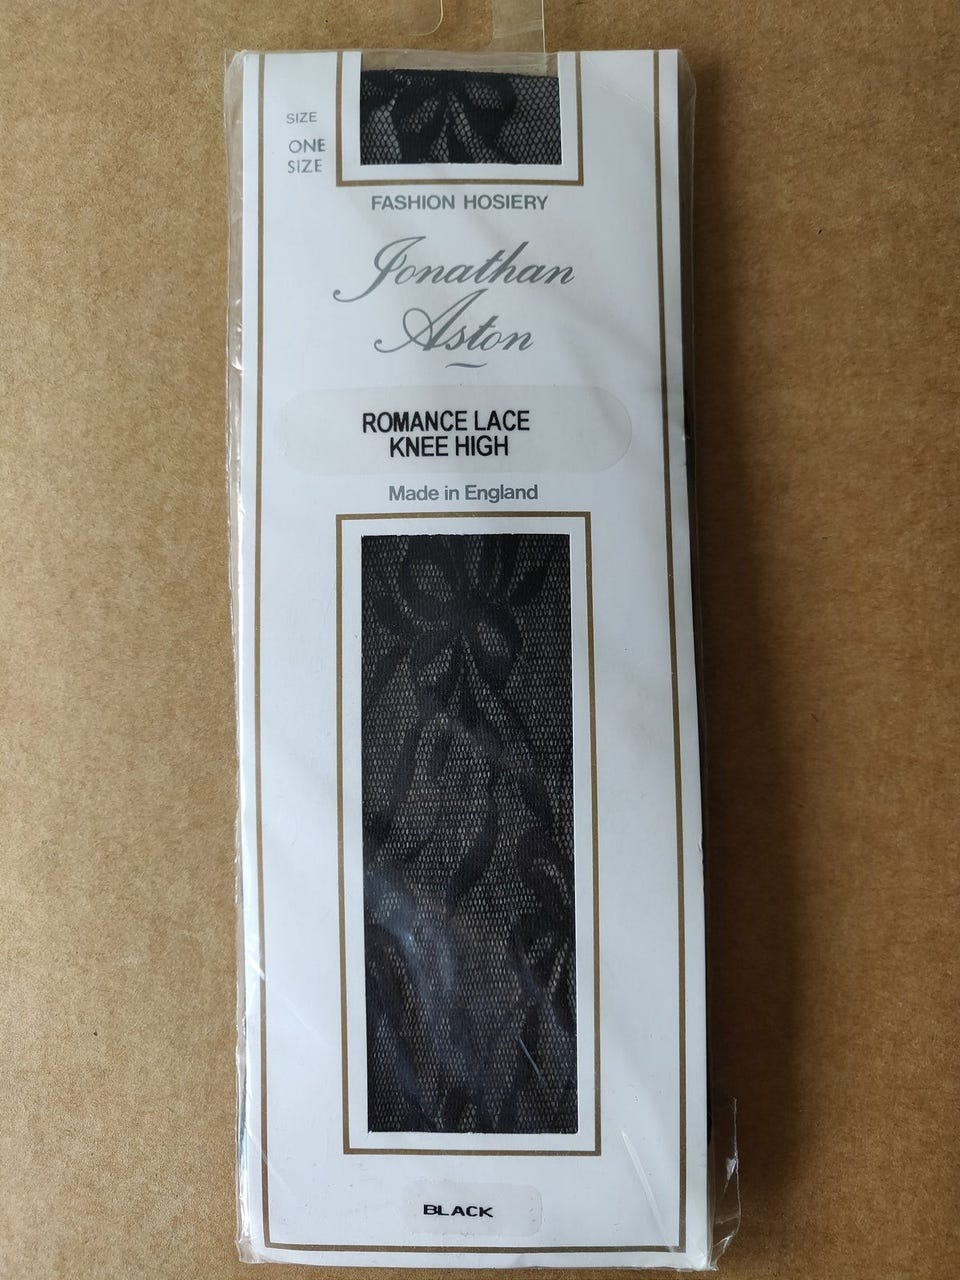 SIZE
ONE
SIZE
FASHION HOSIERY
Jonathan
Aston
ROMANCE LACE
KNEE HIGH
Made in England
BLACK